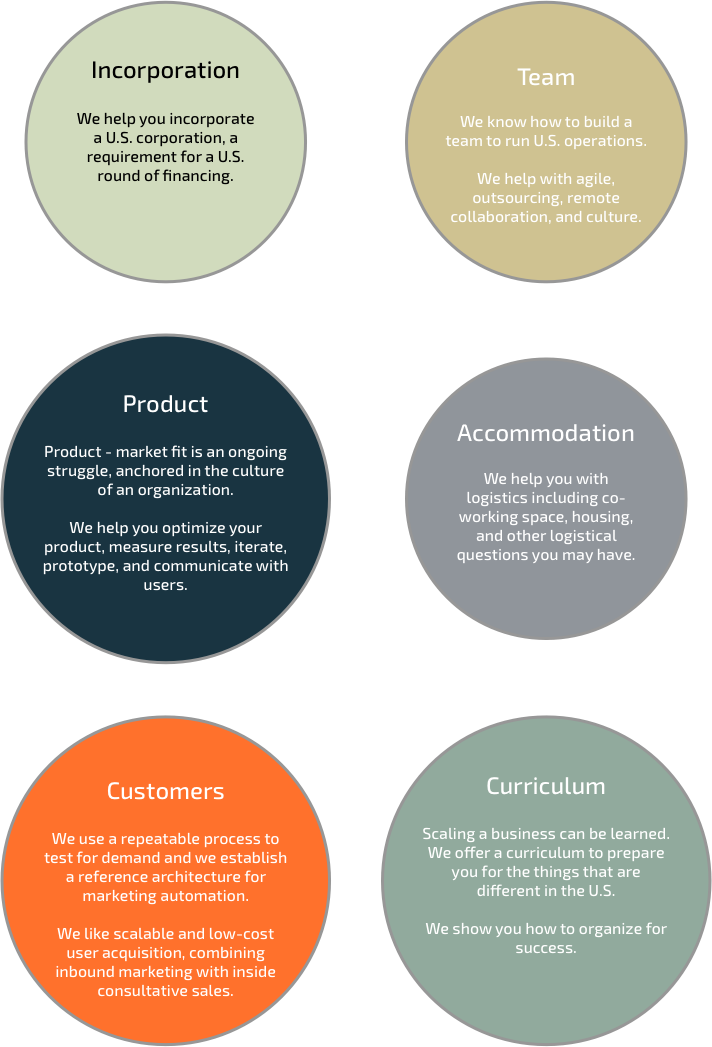 Incorporation
We help you incorporate
a U.S. corporation, a
requirement for a U.S.
round of financing.
Team
We know how to build a
team to run U.S. operations.
We help with agile,
outsourcing, remote
collaboration, and culture.
Product
Product - market fit is an ongoing
struggle, anchored in the culture
of an organization.
We help you optimize your
product, measure results, iterate,
prototype, and communicate with
users.
Accommodation
We help you with
logistics including co-
working space, housing,
and other logistical
questions you may have.
Customers
We use a repeatable process to
test for demand and we establish
a reference architecture for
marketing automation.
We like scalable and low-cost
user acquisition, combining
inbound marketing with inside
consultative sales.
Curriculum
Scaling a business can be learned.
We offer a curriculum to prepare
you for the things that are
different in the U.S.
We show you how to organize for
success.